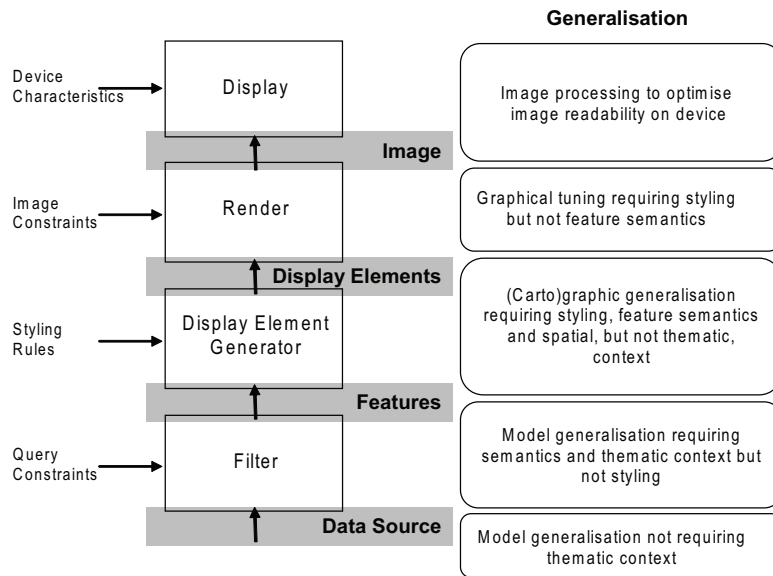 Generalisation
Device
Characteristics
Display
Image processing to optimise
image readability on device
Image
Image
Constraints
Render
Graphical tuning requiring styling
but not feature semantics
Display Elements
Styling
Rules
Display Element
Generator
(Carto)graphic generalisation
requiring styling, feature semantics
and spatial, but not thematic,
context
Features
Query
Constraints
Filter
Model generalisation requiring
semantics and thematic context but
not styling
Data Source
Model generalisation not requiring
thematic context